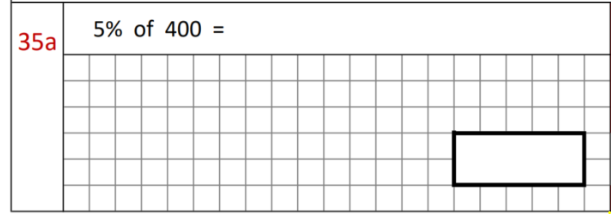 35a
5% of 400 =